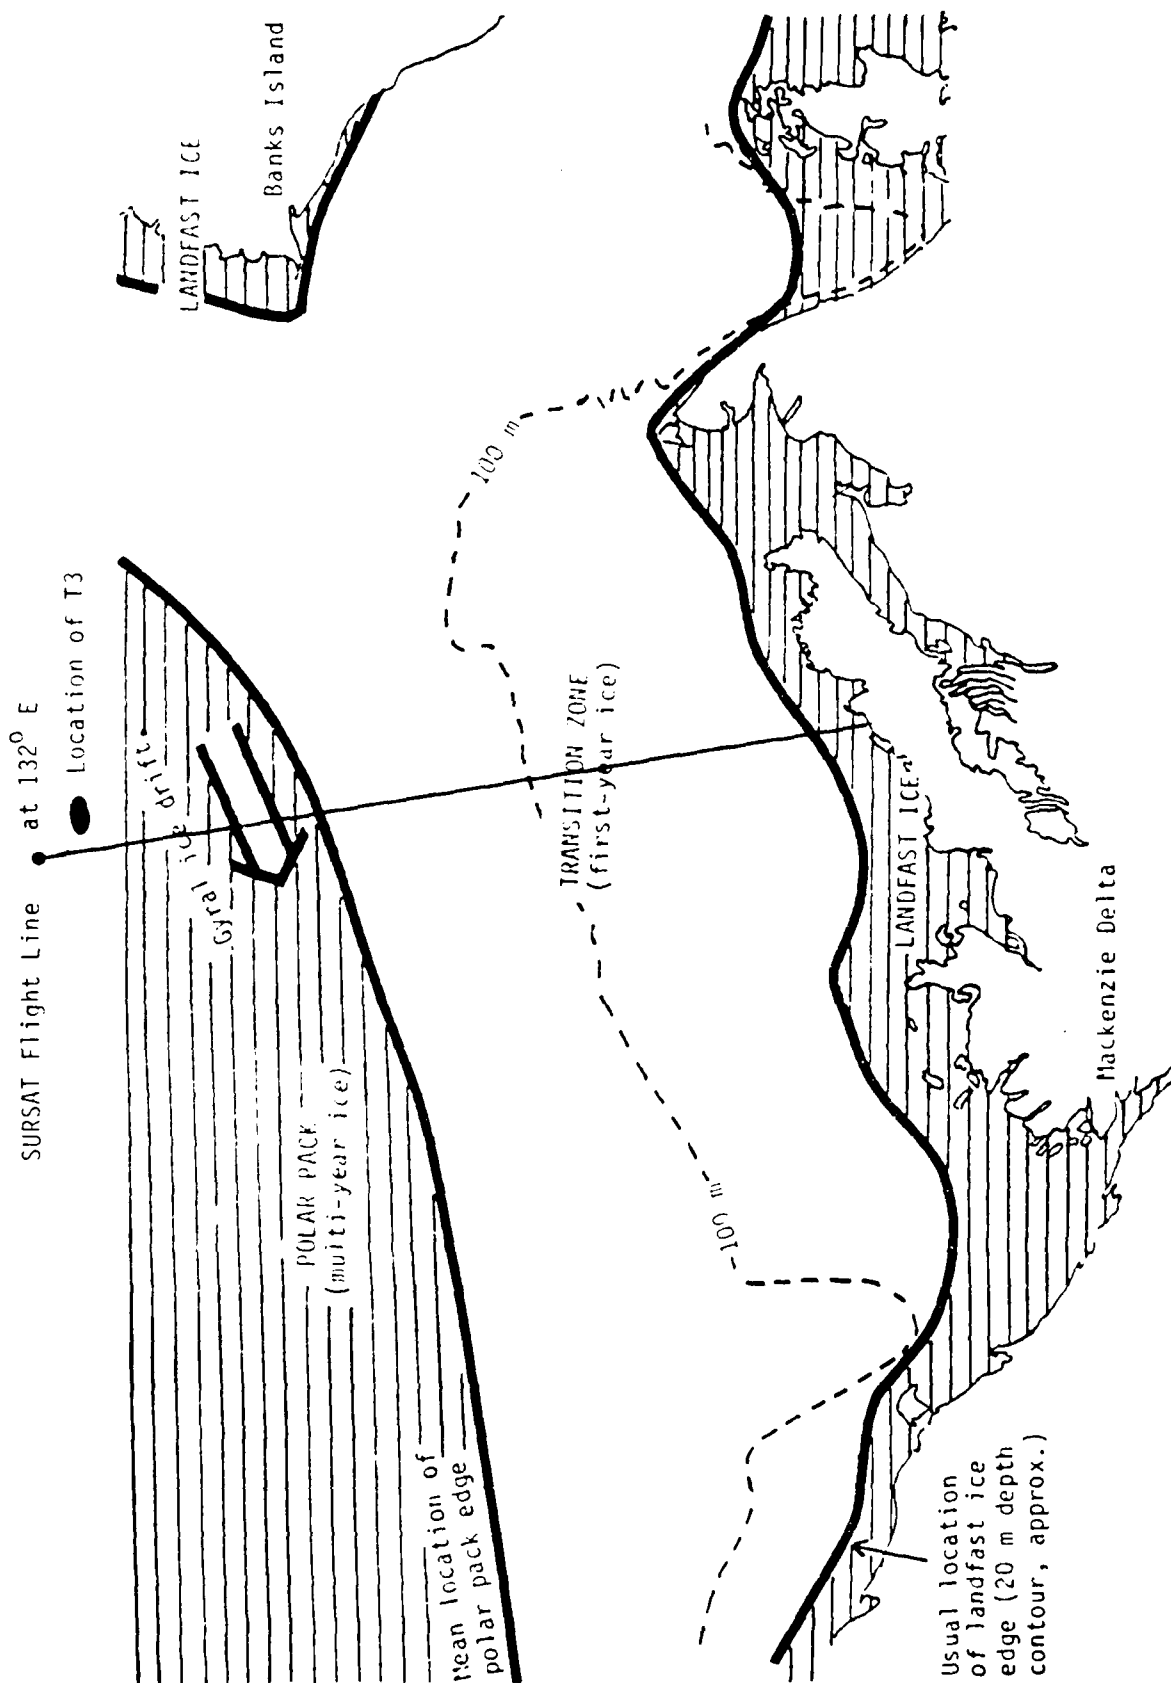 SURSAT Flight Line at 132° E
Location of T3
Gyral ice drift
LANDFAST ICE
Banks Island
POLAR PACK
(multi-year ice)
100 m
Mean location of
polar pack edge
TRANSITION ZONE
(first-year ice)
100 m
LANDFAST ICE
Usual location
of landfast ice
edge (20 m depth
contour, approx.)
Mackenzie Delta